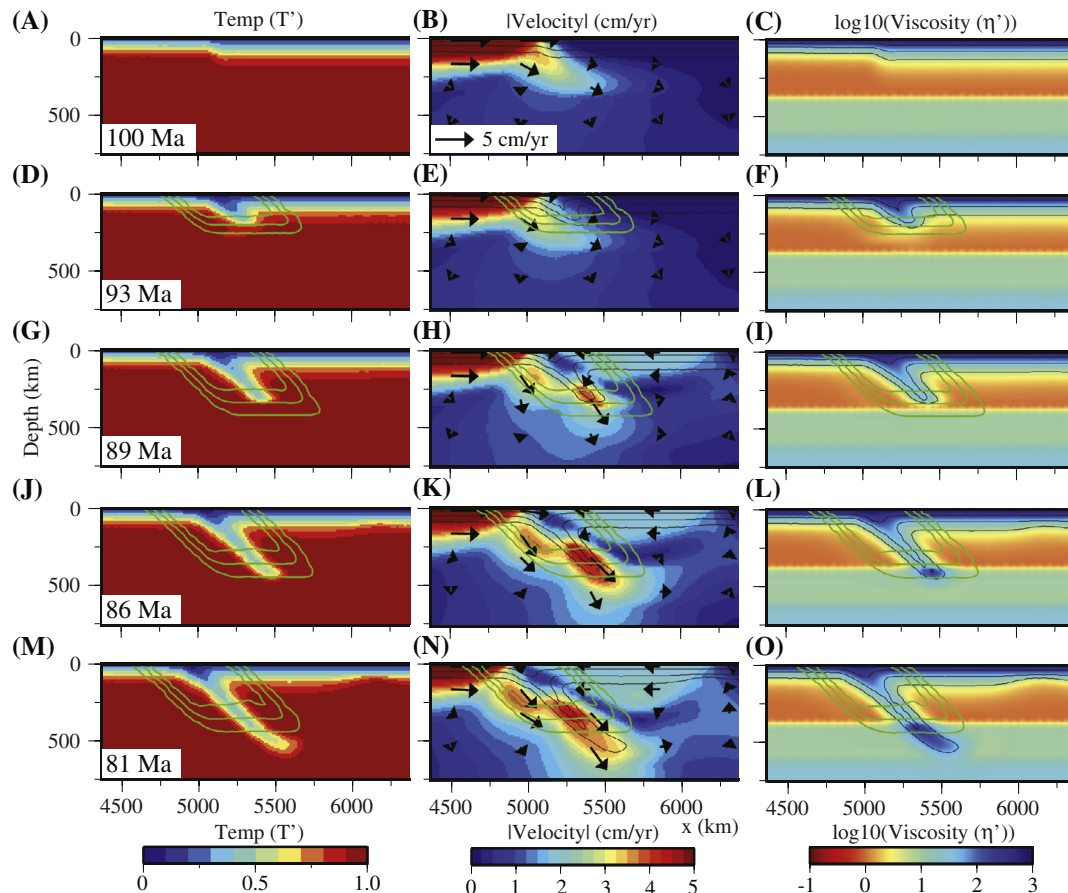 (A) Temp (T’) (B) |Velocity| (cm/yr) (C) log10(Viscosity (η’))
0
500
100 Ma
5 cm/yr
(D) (E) (F)
0
500
93 Ma
(G) (H) (I)
0
500
89 Ma
Depth (km)
(J) (K) (L)
0
500
86 Ma
(M) (N) (O)
0
500
81 Ma
4500 5000 5500 6000 4500 5000 5500 6000 4500 5000 5500 6000
Temp (T’) |Velocity| (cm/yr) x (km) log10(Viscosity (η’))
0 0.5 1.0 0 1 2 3 4 5 -1 0 1 2 3